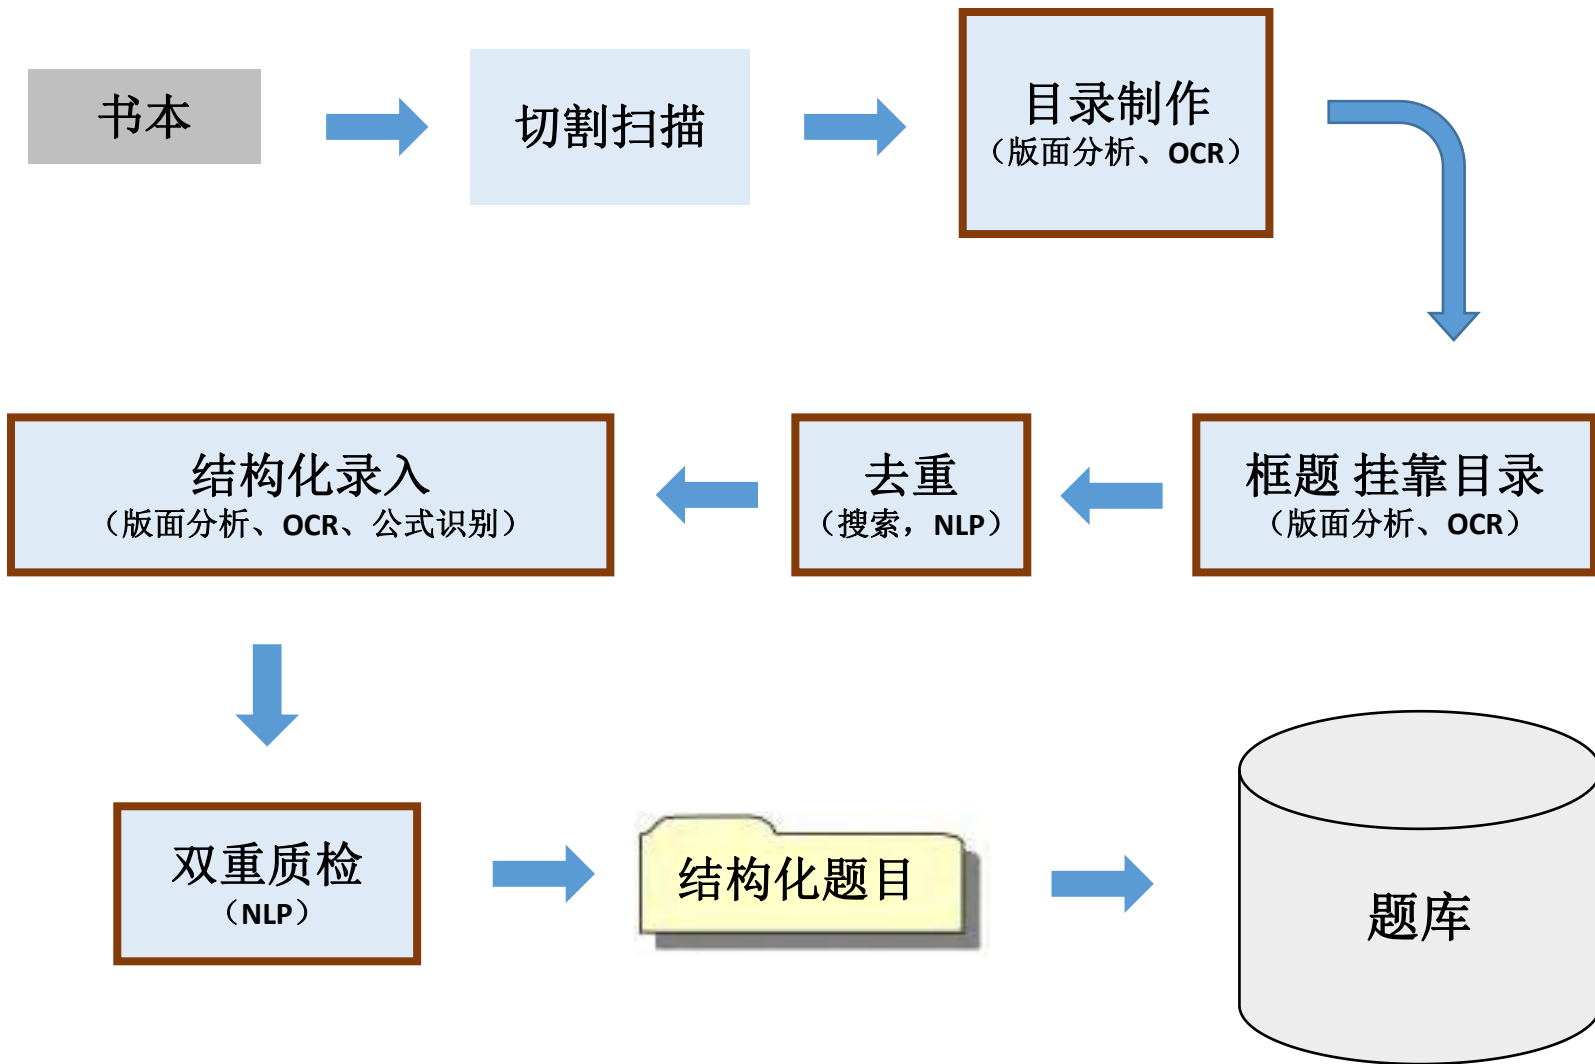 书本
切割扫描
目录制作
（版面分析、OCR）
框题 挂靠目录
（版面分析、OCR）
去重
（搜索，NLP）
结构化录入
（版面分析、OCR、公式识别）
双重质检
（NLP）
结构化题目
题库